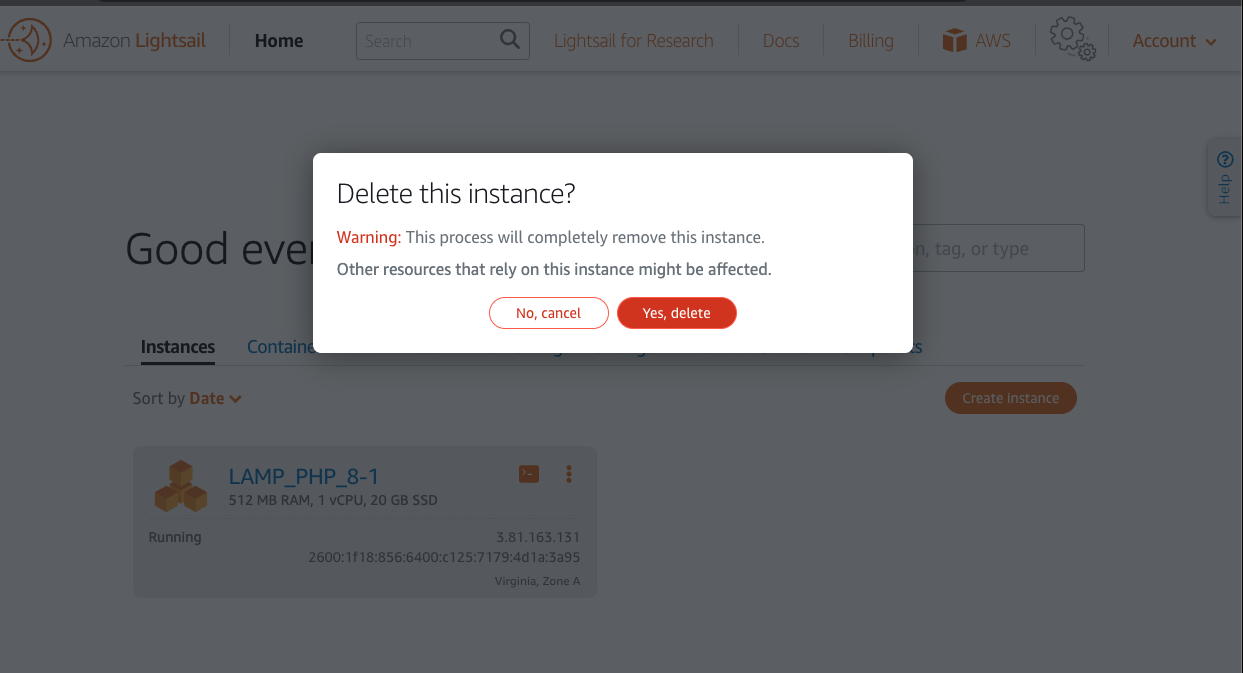 Amazon Lightsail Home Search Lightsail for Research Docs Billing AWS Account
Help
Delete this instance?
Warning: This process will completely remove this instance.
Other resources that rely on this instance might be affected.
No, cancel Yes, delete
Good tag, or type
Instances
Sort by Date Create instance
LAMP_PHP_8-1
512 MB RAM, 1 vCPU, 20 GB SSD
Running 3.81.163.131
2600:1f18:856:6400:c125:7179:4d1a:3a95
Virginia, Zone A